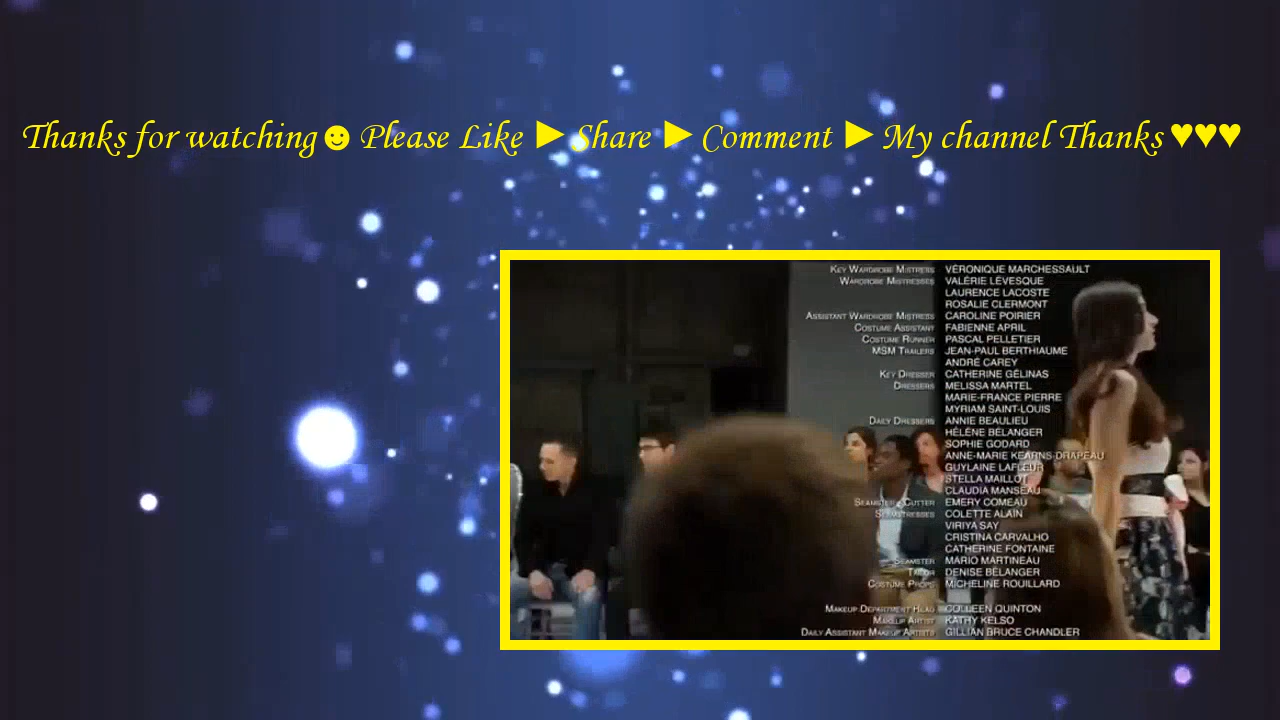 Thanks for watching☻ Please Like ► Share ► Comment ► My channel Thanks ♥♥♥
Key Wardrobe Mistress VÉRONIQUE MARCHESSAULT
Wardrobe Mistresses VALÉRIE LÉVESQUE
LAURENCE LACOSTE
ROSALIE CLERMONT
Assistant Wardrobe Mistress CAROLINE POIRIER
Costume Assistant FABIENNE APRIL
Costume Runner PASCAL PELLETIER
MSM Trailers JEAN-PAUL BERTHIAUME
ANDRÉ CAREY
Key Dresser CATHERINE GÉLINAS
Dressers MELISSA MARTEL
MARIE-FRANCE PIERRE
MYRIAM SAINT-LOUIS
Daily Dressers ANNIE BEAULIEU
HÉLÈNE BÉLANGER
SOPHIE GODARD
ANNE-MARIE KEARNS-DRAPEAU
GUYLAINE LAFLEUR
STELLA MAILLOT
CLAUDIA MANSEAU
Seamster / Cutter EMERY COMEAU
Seamstresses COLETTE ALAIN
VIRIYA SAY
CRISTINA CARVALHO
CATHERINE FONTAINE
Seamster MARIO MARTINEAU
Tailor DENISE BÉLANGER
Costume Props MICHELINE ROUILLARD
Makeup Department Head COLLEEN QUINTON
Makeup Artist KATHY KELSO
Daily Assistant Makeup Artists GILLIAN BRUCE CHANDLER